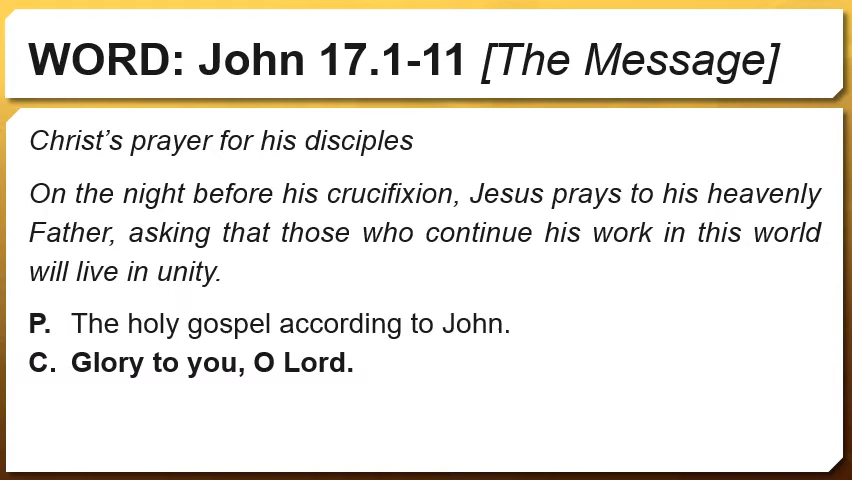 WORD: John 17.1-11 [The Message]
Christ’s prayer for his disciples
On the night before his crucifixion, Jesus prays to his heavenly
Father, asking that those who continue his work in this world
will live in unity.
P. The holy gospel according to John.
C. Glory to you, O Lord.